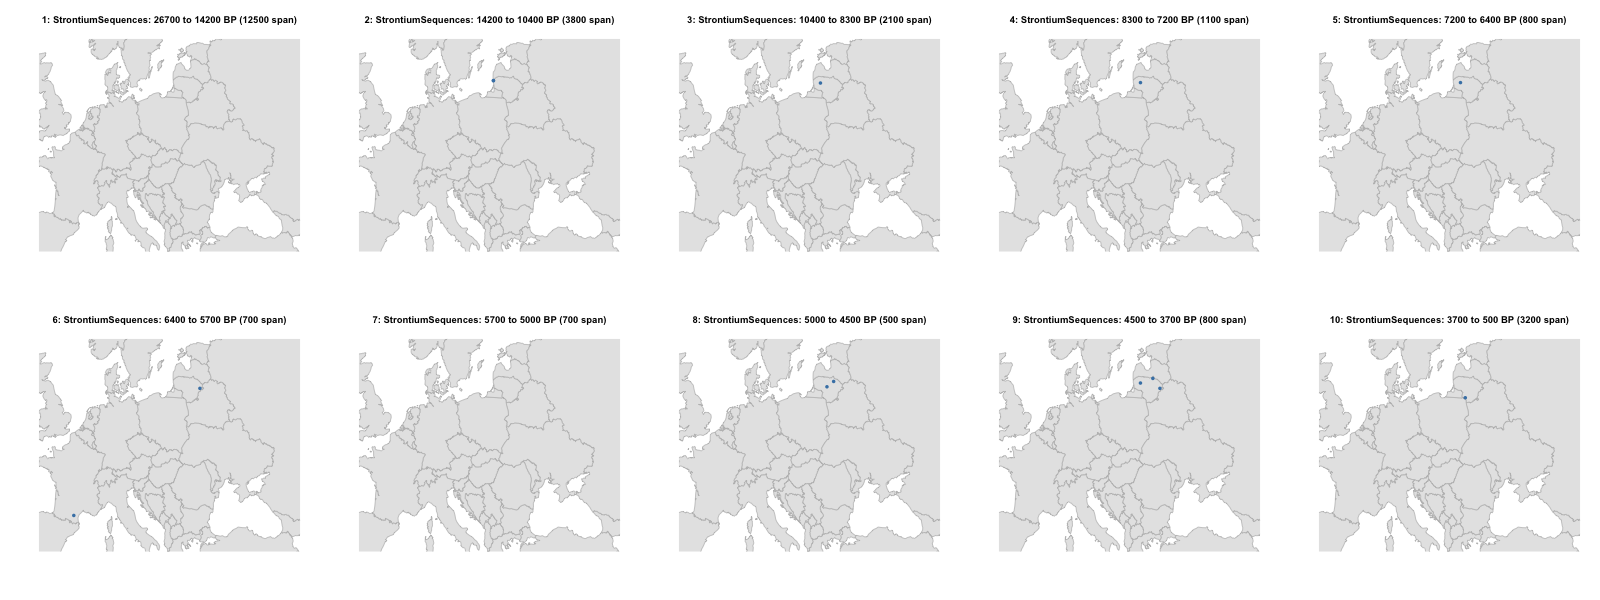 1: StrontiumSequences: 26700 to 14200 BP (12500 span)
2: StrontiumSequences: 14200 to 10400 BP (3800 span)
3: StrontiumSequences: 10400 to 8300 BP (2100 span)
4: StrontiumSequences: 8300 to 7200 BP (1100 span)
5: StrontiumSequences: 7200 to 6400 BP (800 span)
6: StrontiumSequences: 6400 to 5700 BP (700 span)
7: StrontiumSequences: 5700 to 5000 BP (700 span)
8: StrontiumSequences: 5000 to 4500 BP (500 span)
9: StrontiumSequences: 4500 to 3700 BP (800 span)
10: StrontiumSequences: 3700 to 500 BP (3200 span)